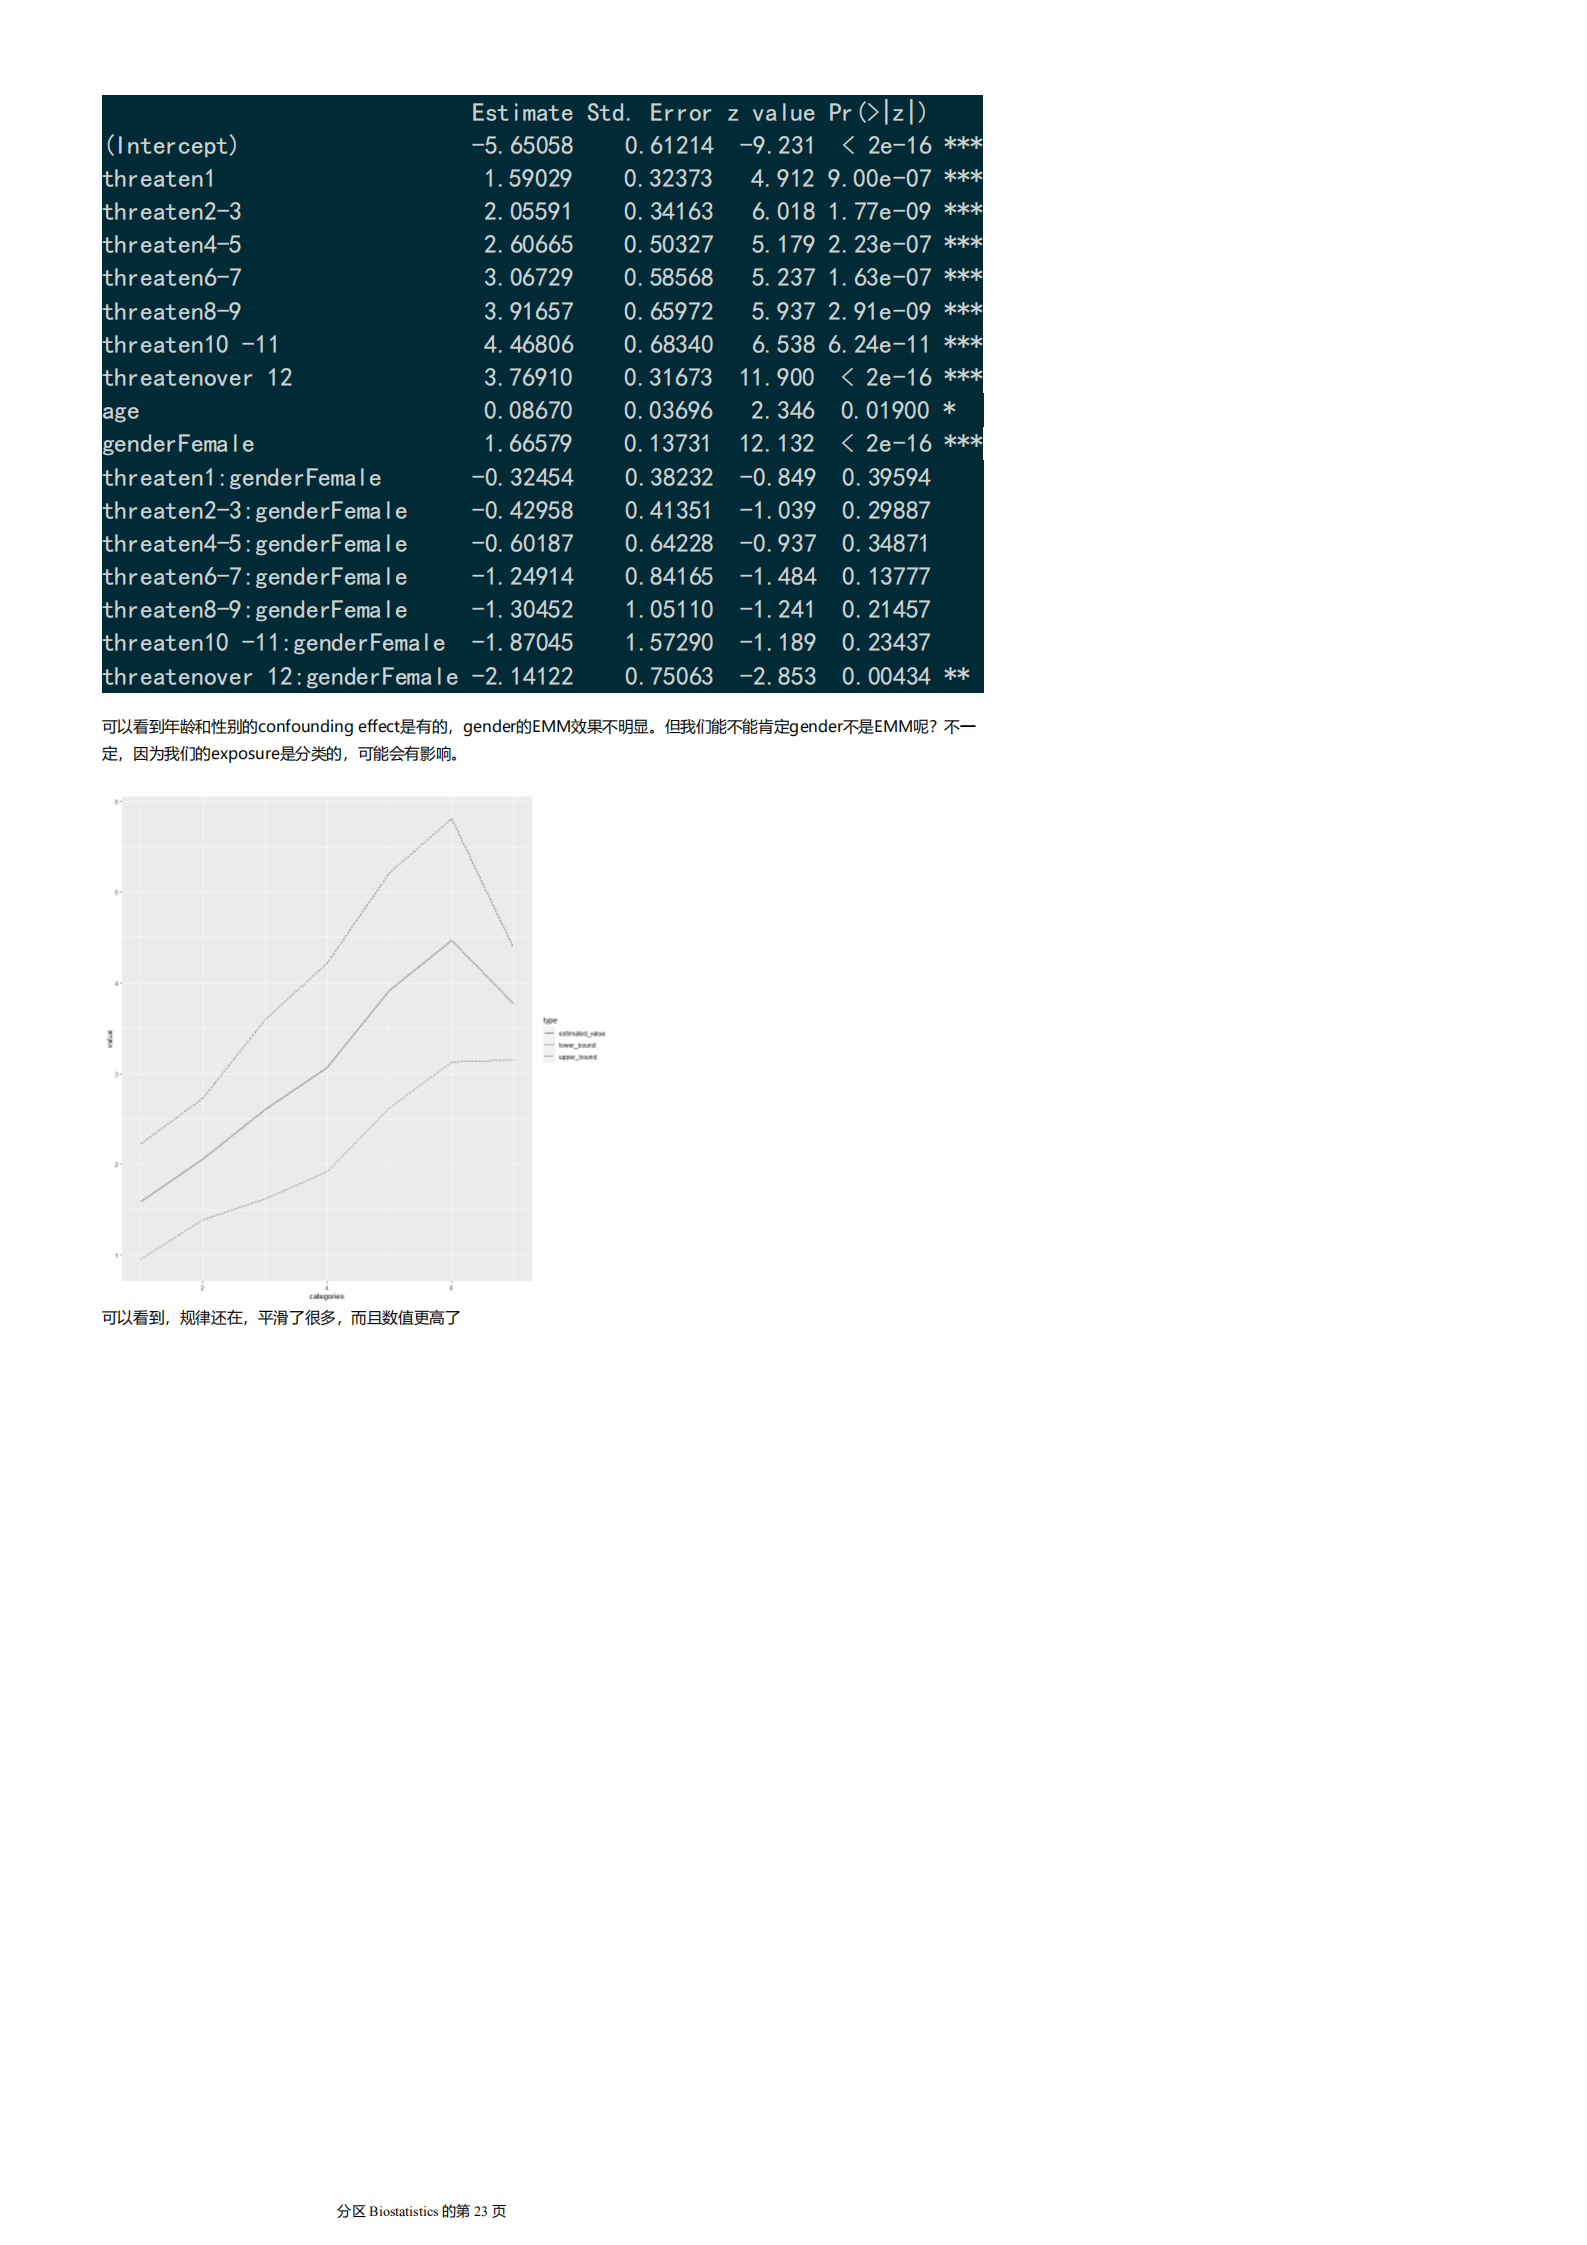 Estimate Std. Error z value Pr(>|z|)
(Intercept) -5.65058 0.61214 -9.231 < 2e-16 ***
threaten1 1.59029 0.32373 4.912 9.00e-07 ***
threaten2-3 2.05591 0.34163 6.018 1.77e-09 ***
threaten4-5 2.60665 0.50327 5.179 2.23e-07 ***
threaten6-7 3.06729 0.58568 5.237 1.63e-07 ***
threaten8-9 3.91657 0.65972 5.937 2.91e-09 ***
threaten10 -11 4.46806 0.68340 6.538 6.24e-11 ***
threatenover 12 3.76910 0.31673 11.900 < 2e-16 ***
age 0.08670 0.03696 2.346 0.01900 *
genderFemale 1.66579 0.13731 12.132 < 2e-16 ***
threaten1:genderFemale -0.32454 0.38232 -0.849 0.39594
threaten2-3:genderFemale -0.42958 0.41351 -1.039 0.29887
threaten4-5:genderFemale -0.60187 0.64228 -0.937 0.34871
threaten6-7:genderFemale -1.24914 0.84165 -1.484 0.13777
threaten8-9:genderFemale -1.30452 1.05110 -1.241 0.21457
threaten10 -11:genderFemale -1.87045 1.57290 -1.189 0.23437
threatenover 12:genderFemale -2.14122 0.75063 -2.853 0.00434 **
可以看到年龄和性别的confounding effect是有的，gender的EMM效果不明显。但我们能不能肯定gender不是EMM呢？不一
定，因为我们的exposure是分类的，可能会有影响。
6
5
4
3
2
1
value
2 4 6
categories
type
estimated_value
lower_bound
upper_bound
可以看到，规律还在，平滑了很多，而且数值更高了
分区 Biostatistics 的第 23 页